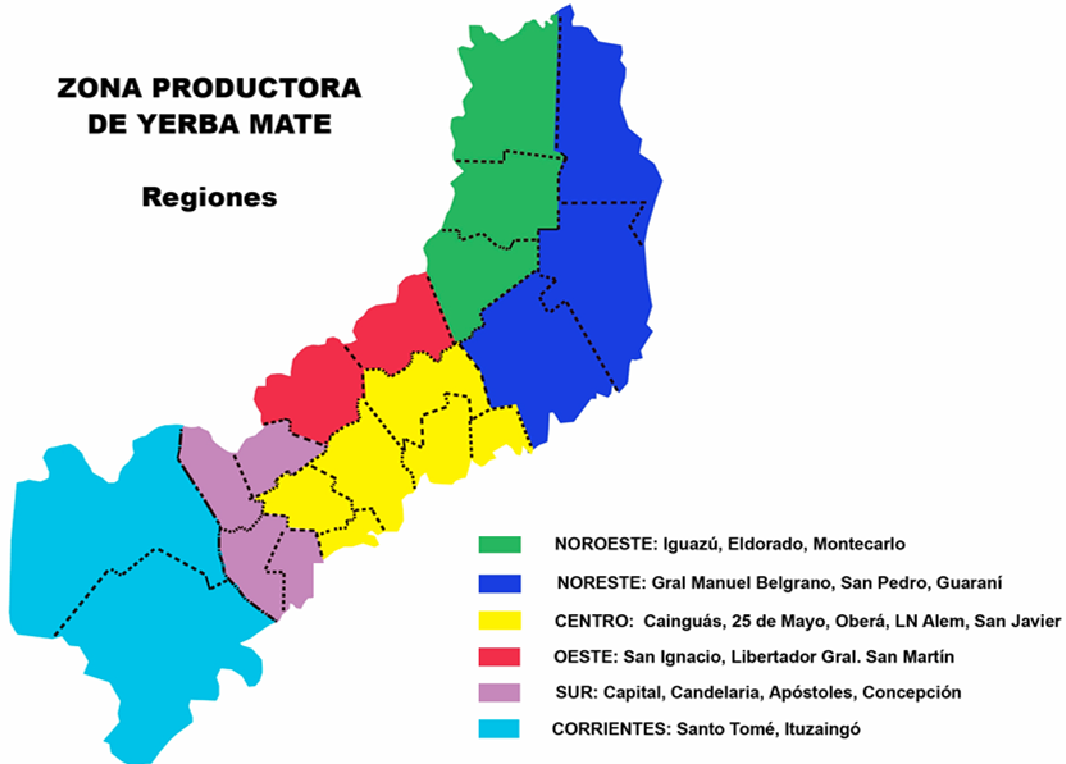 ZONA PRODUCTORA
DE YERBA MATE
Regiones
NOROESTE: Iguazú, Eldorado, Montecarlo
NORESTE: Gral Manuel Belgrano, San Pedro, Guaraní
CENTRO: Cainguás, 25 de Mayo, Oberá, LN Alem, San Javier
OESTE: San Ignacio, Libertador Gral. San Martín
SUR: Capital, Candelaria, Apóstoles, Concepción
CORRIENTES: Santo Tomé, Ituzaingó